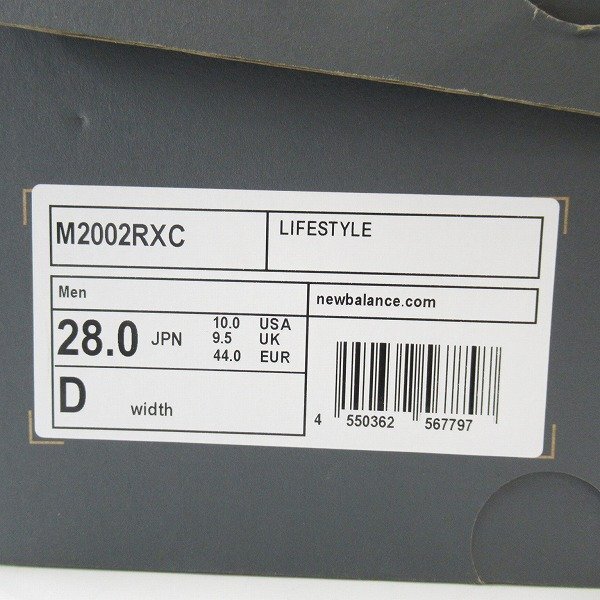 M2002RXC
LIFESTYLE
Men
newbalance.com
28.0 JPN
10.0 USA
9.5 UK
44.0 EUR
D width
4 550362 567797